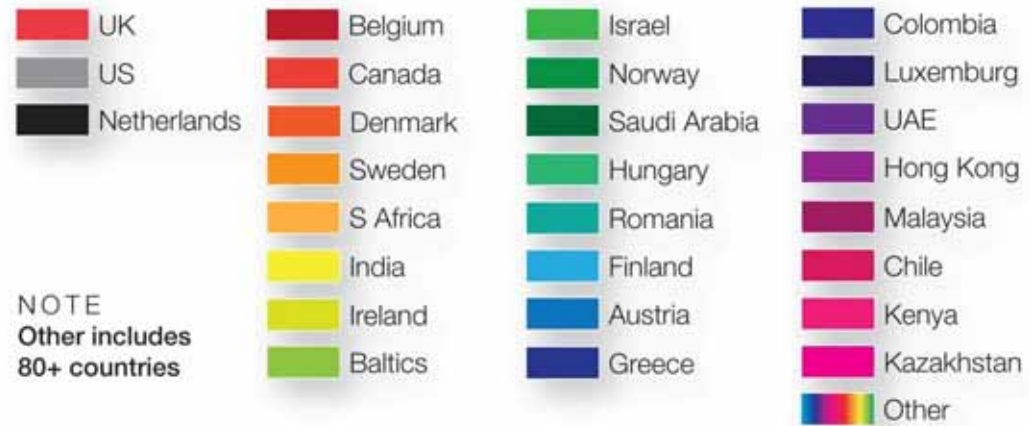 UK
US
Netherlands
NOTE
Other includes
80+ countries
Belgium
Canada
Denmark
Sweden
S Africa
India
Ireland
Baltics
Israel
Norway
Saudi Arabia
Hungary
Romania
Finland
Austria
Greece
Colombia
Luxemburg
UAE
Hong Kong
Malaysia
Chile
Kenya
Kazakhstan
Other